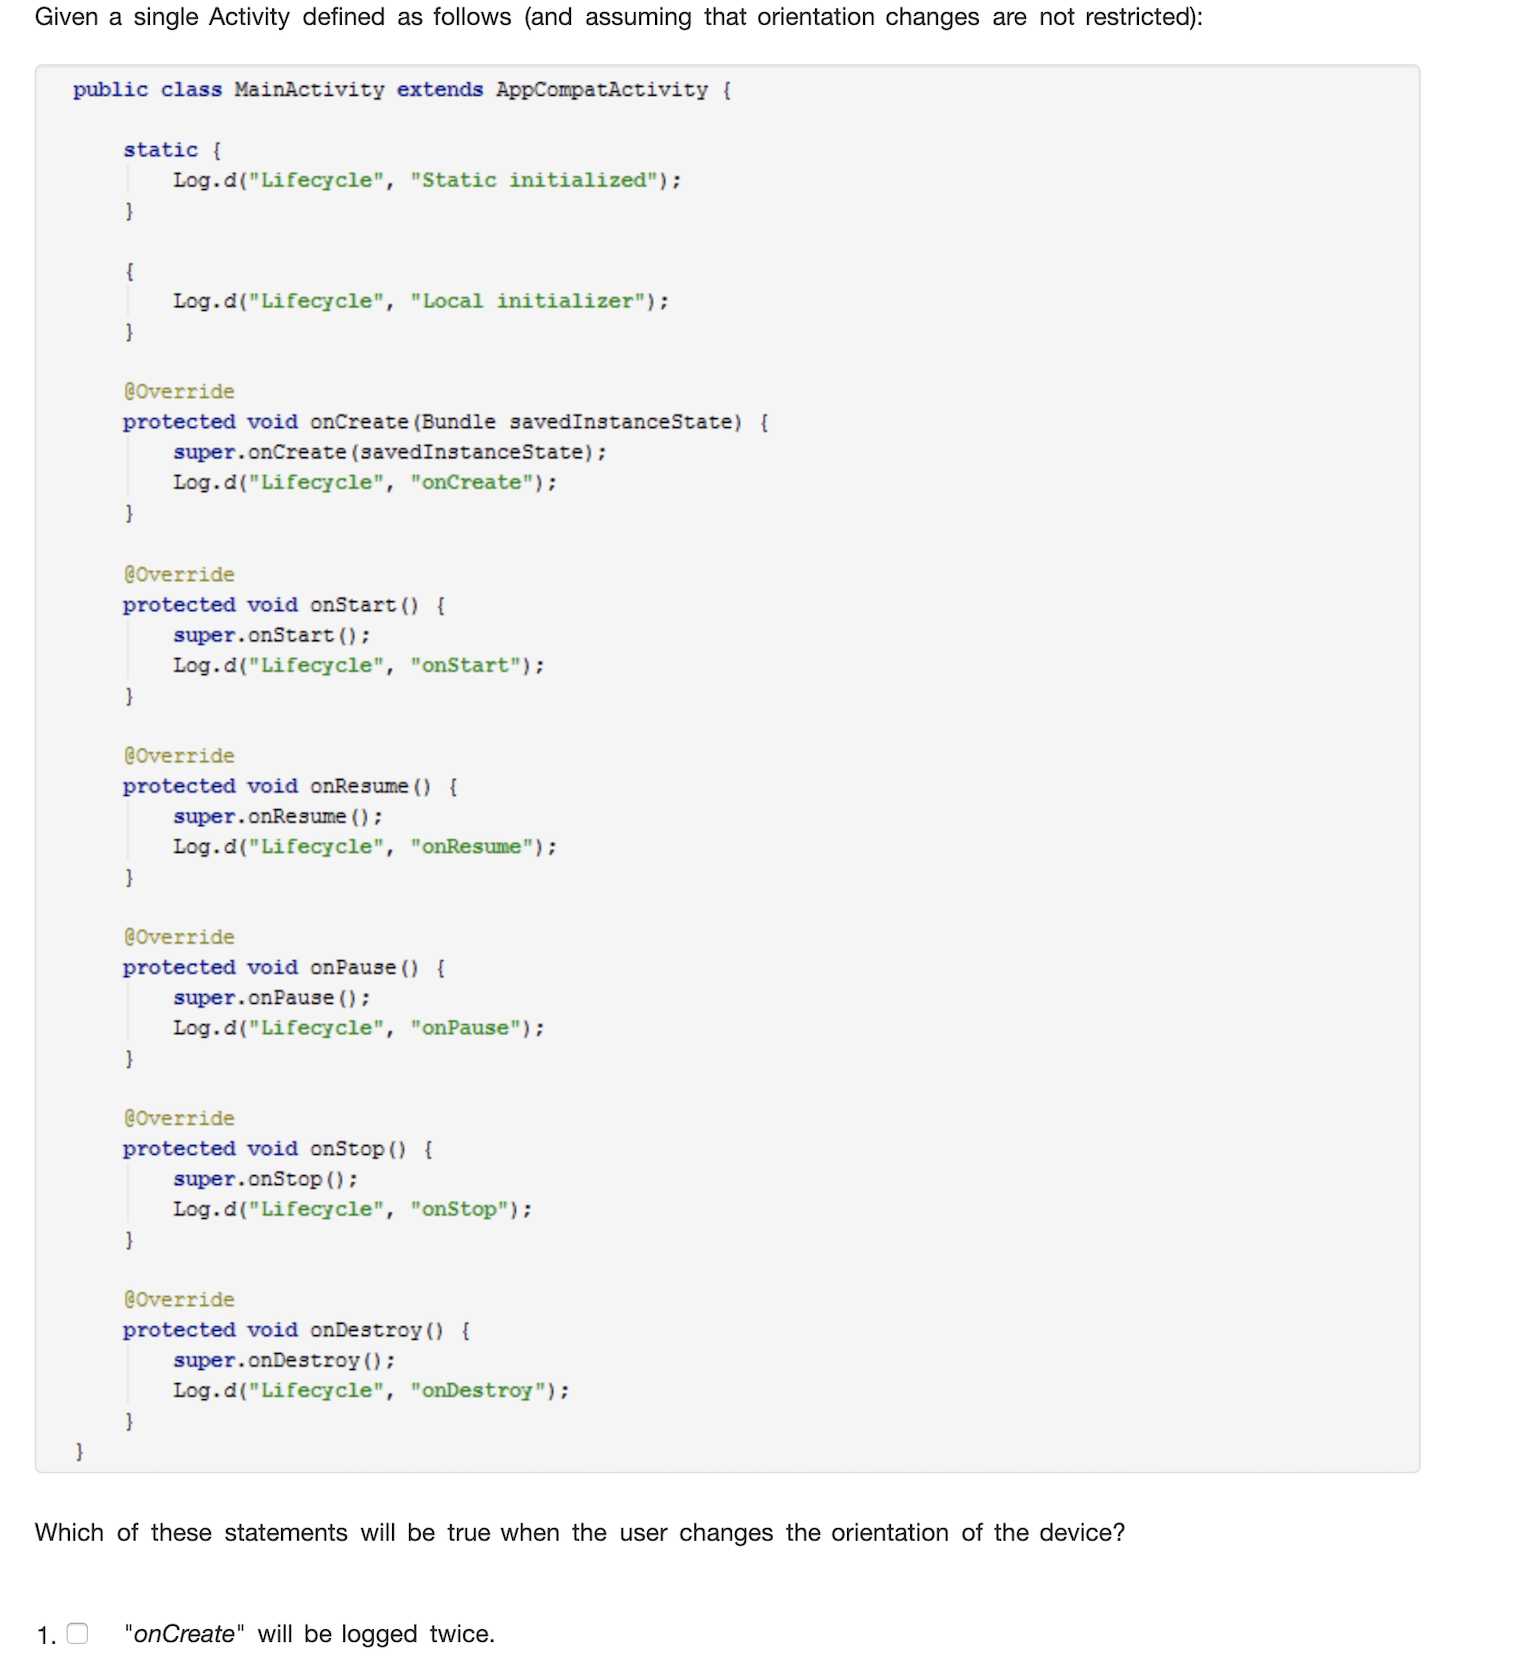 Given a single Activity defined as follows (and assuming that orientation changes are not restricted):
public class MainActivity extends AppCompatActivity {
static {
Log.d("Lifecycle", "Static initialized");
}
{
Log.d("Lifecycle", "Local initializer");
}
@Override
protected void onCreate(Bundle savedInstanceState) {
super.onCreate(savedInstanceState);
Log.d("Lifecycle", "onCreate");
}
@Override
protected void onStart() {
super.onStart();
Log.d("Lifecycle", "onStart");
}
@Override
protected void onResume() {
super.onResume();
Log.d("Lifecycle", "onResume");
}
@Override
protected void onPause() {
super.onPause();
Log.d("Lifecycle", "onPause");
}
@Override
protected void onStop() {
super.onStop();
Log.d("Lifecycle", "onStop");
}
@Override
protected void onDestroy() {
super.onDestroy();
Log.d("Lifecycle", "onDestroy");
}
}
Which of these statements will be true when the user changes the orientation of the device?
1. "onCreate" will be logged twice.